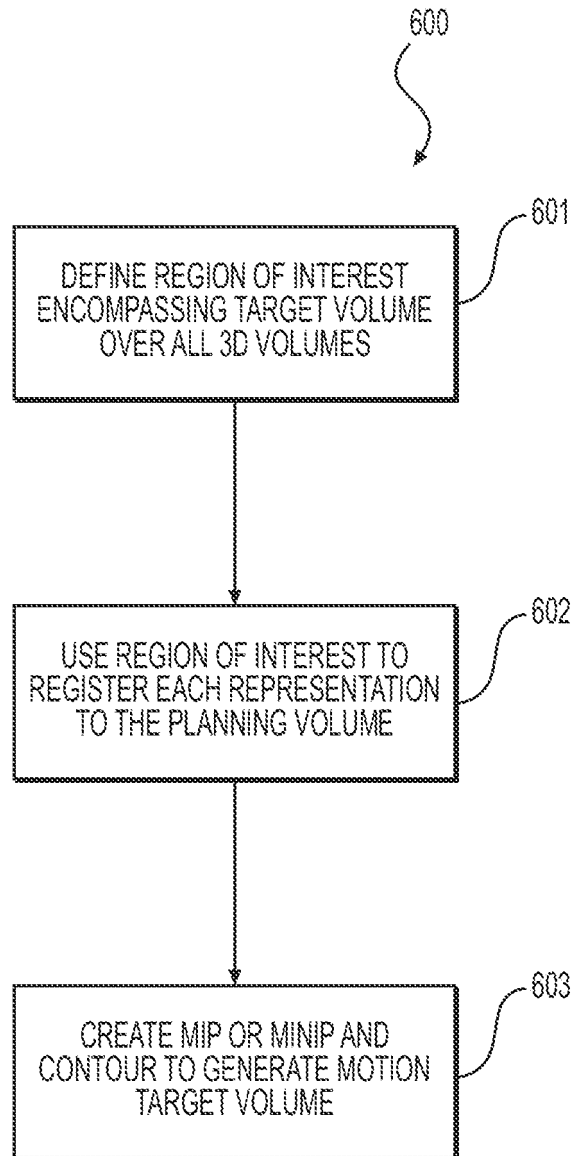 600
601
DEFINE REGION OF INTEREST
ENCOMPASSING TARGET VOLUME
OVER ALL 3D VOLUMES
602
USE REGION OF INTEREST TO
REGISTER EACH REPRESENTATION
TO THE PLANNING VOLUME
603
CREATE MIP OR MINIP AND
CONTOUR TO GENERATE MOTION
TARGET VOLUME